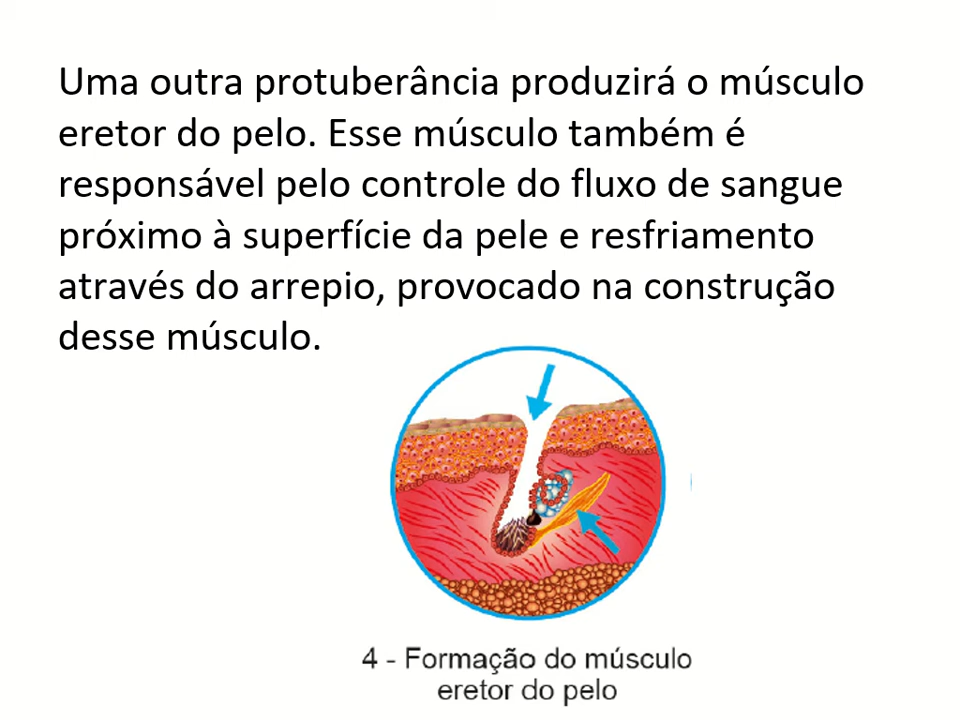 Uma outra protuberância produzirá o músculo
eretor do pelo. Esse músculo também é
responsável pelo controle do fluxo de sangue
próximo à superfície da pele e resfriamento
através do arrepio, provocado na construção
desse músculo.
4 - Formação do músculo
eretor do pelo